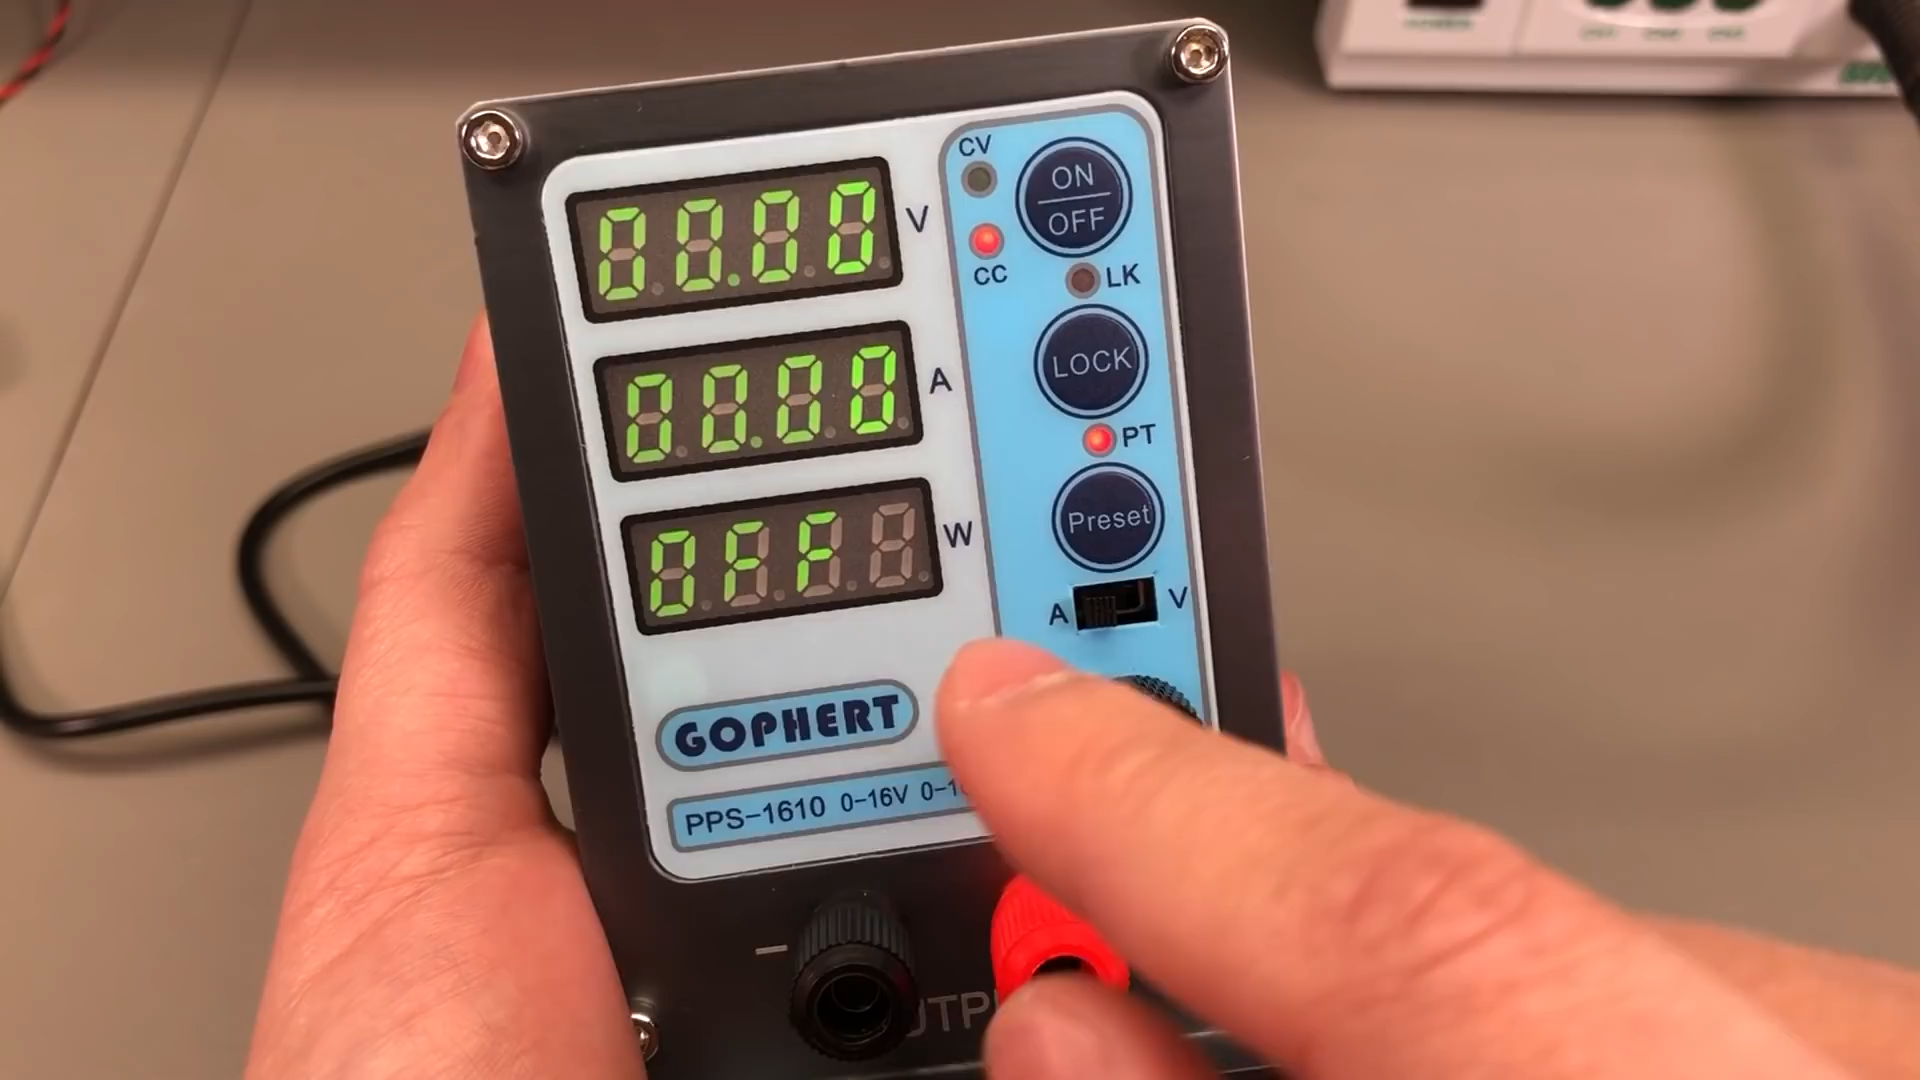 CV
ON
OFF
00.00 V
CC
LK
LOCK
00.00 A
PT
Preset
OFF W
A V
GOPHERT
PPS-1610 0-16V